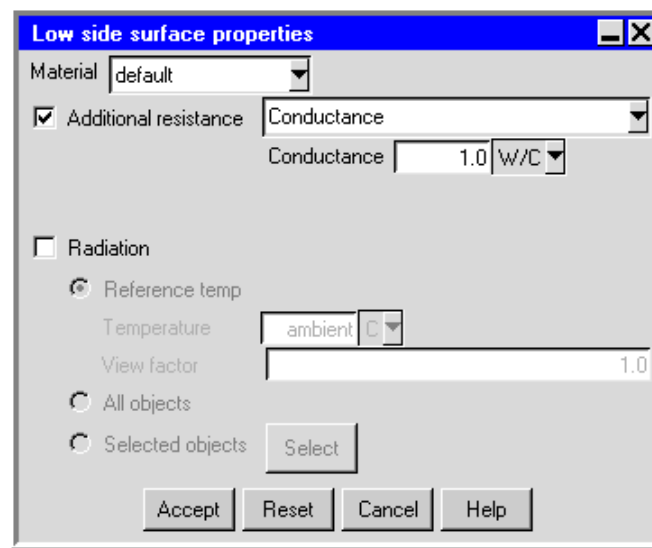 Low side surface properties
Material default
Additional resistance Conductance
Conductance 1.0 W/C
Radiation
Reference temp
Temperature ambient C
View factor 1.0
All objects
Selected objects Select
Accept Reset Cancel Help